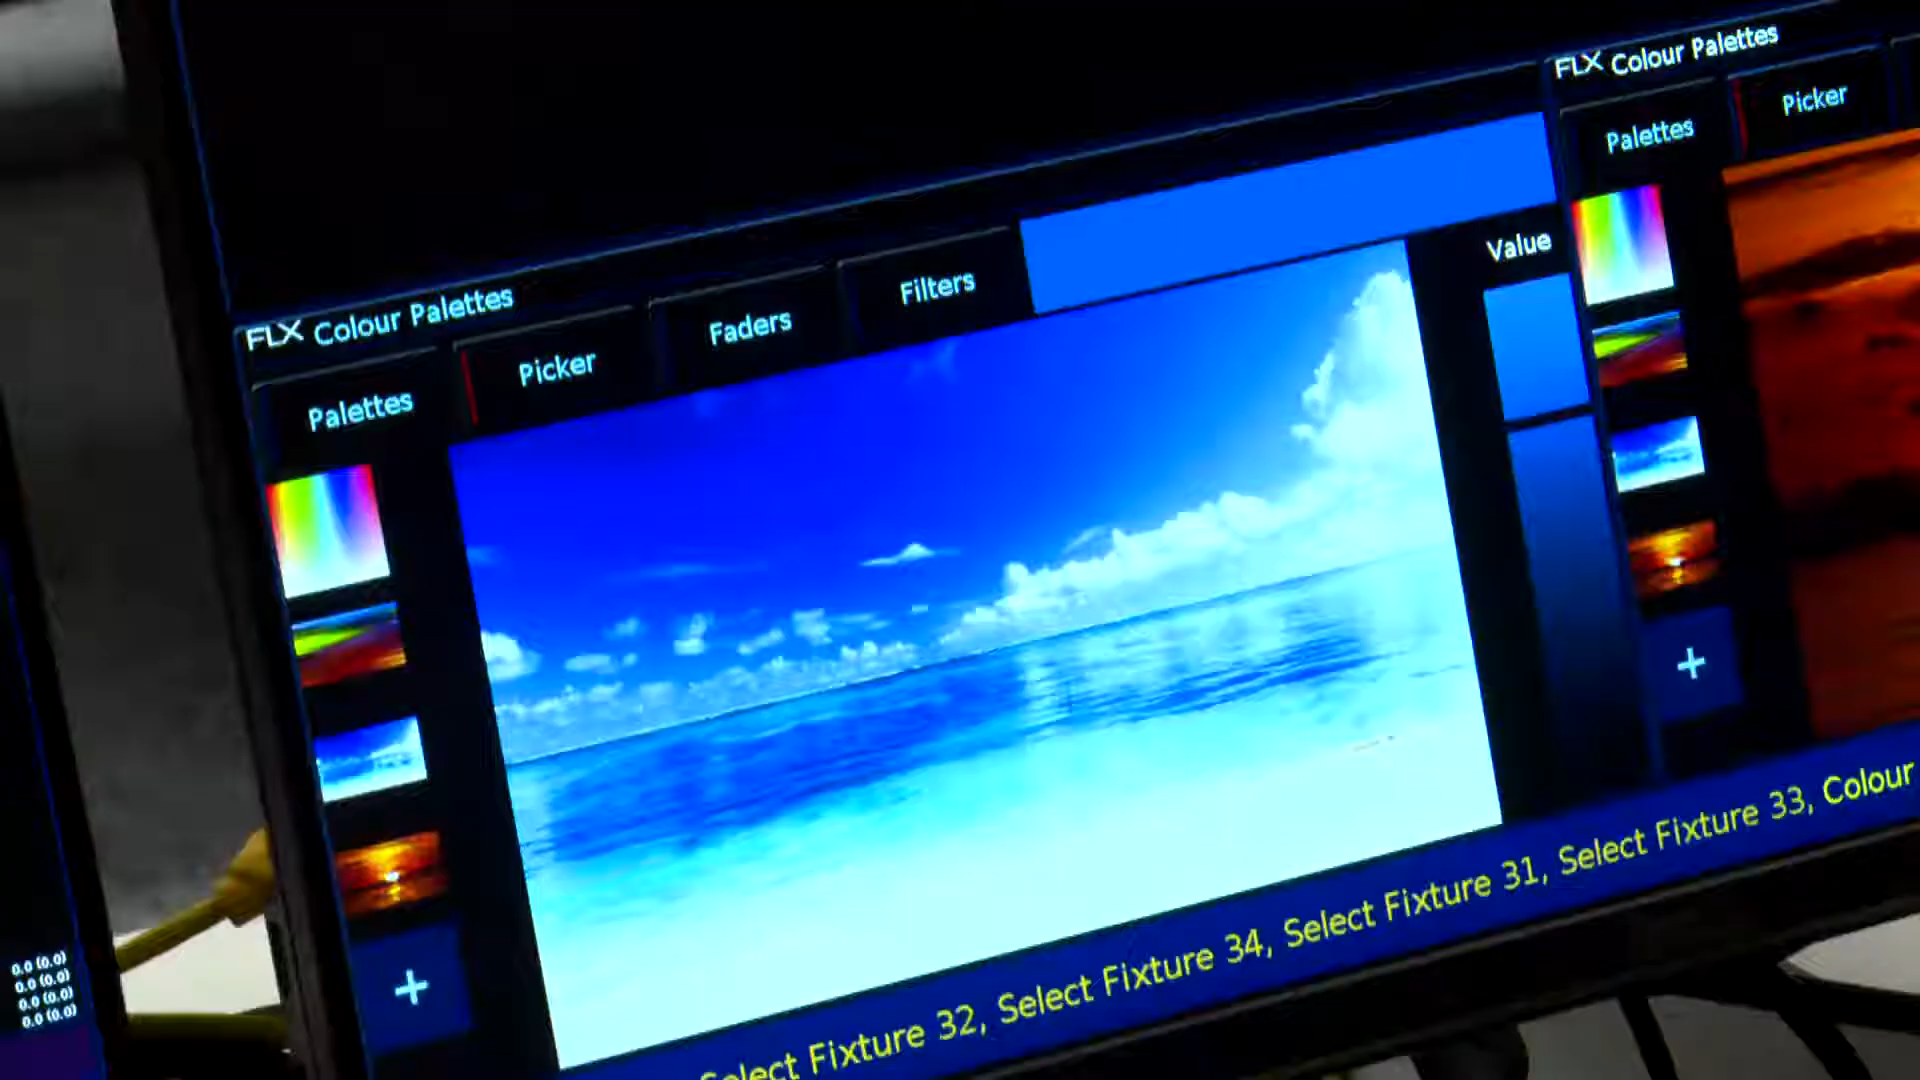 FLX Colour Palettes
Palettes
Picker
Faders
Filters
Value
FLX Colour Palettes
Palettes
Picker
+
+
Select Fixture 32, Select Fixture 34, Select Fixture 31, Select Fixture 33, Colour
0.0 (0.0)
0.0 (0.0)
0.0 (0.0)
0.0 (0.0)